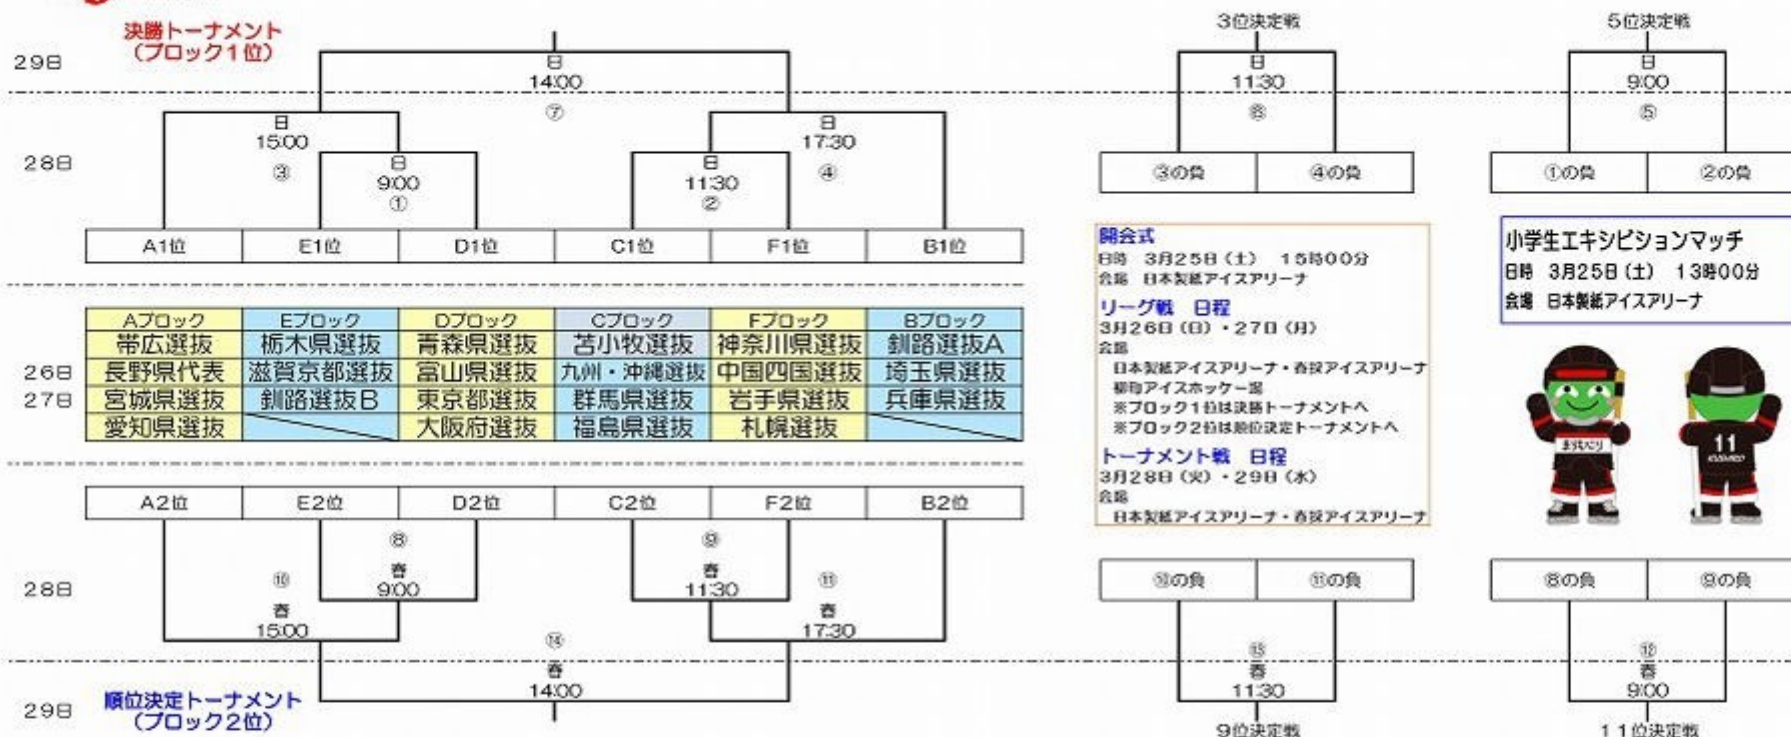 決勝トーナメント
（ブロック１位）
29日
日
14:00
⑦
28日
日
15:00
③
日
9:00
①
日
11:30
②
日
17:30
④
A1位 E1位 D1位 C1位 F1位 B1位
3位決定戦
日
11:30
⑥
③の負 ④の負
5位決定戦
日
9:00
⑤
①の負 ②の負
Aブロック Eブロック Dブロック Cブロック Fブロック Bブロック
帯広選抜 栃木県選抜 青森県選抜 苫小牧選抜 神奈川県選抜 釧路選抜A
26日 長野県代表 滋賀京都選抜 富山県選抜 九州・沖縄選抜 中国四国選抜 埼玉県選抜
27日 宮城県選抜 釧路選抜B 東京都選抜 群馬県選抜 岩手県選抜 兵庫県選抜
愛知県選抜 大阪府選抜 福島県選抜 札幌選抜
開会式
日時　3月25日（土）　15時00分
会場　日本製紙アイスアリーナ
リーグ戦　日程
3月26日（日）・27日（月）
会場
日本製紙アイスアリーナ・春採アイスアリーナ
柳町アイスホッケー場
※ブロック1位は決勝トーナメントへ
※ブロック2位は順位決定トーナメントへ
トーナメント戦　日程
3月28日（火）・29日（水）
会場
日本製紙アイスアリーナ・春採アイスアリーナ
小学生エキシビションマッチ
日時　3月25日（土）　13時00分
会場　日本製紙アイスアリーナ
11
A2位 E2位 D2位 C2位 F2位 B2位
28日
⑧
春
9:00
⑨
春
11:30
⑩
春
15:00
⑪
春
17:30
⑭
春
14:00
29日
順位決定トーナメント
（ブロック２位）
⑩の負 ⑪の負
⑬
春
11:30
9位決定戦
⑧の負 ⑨の負
⑫
春
9:00
11位決定戦